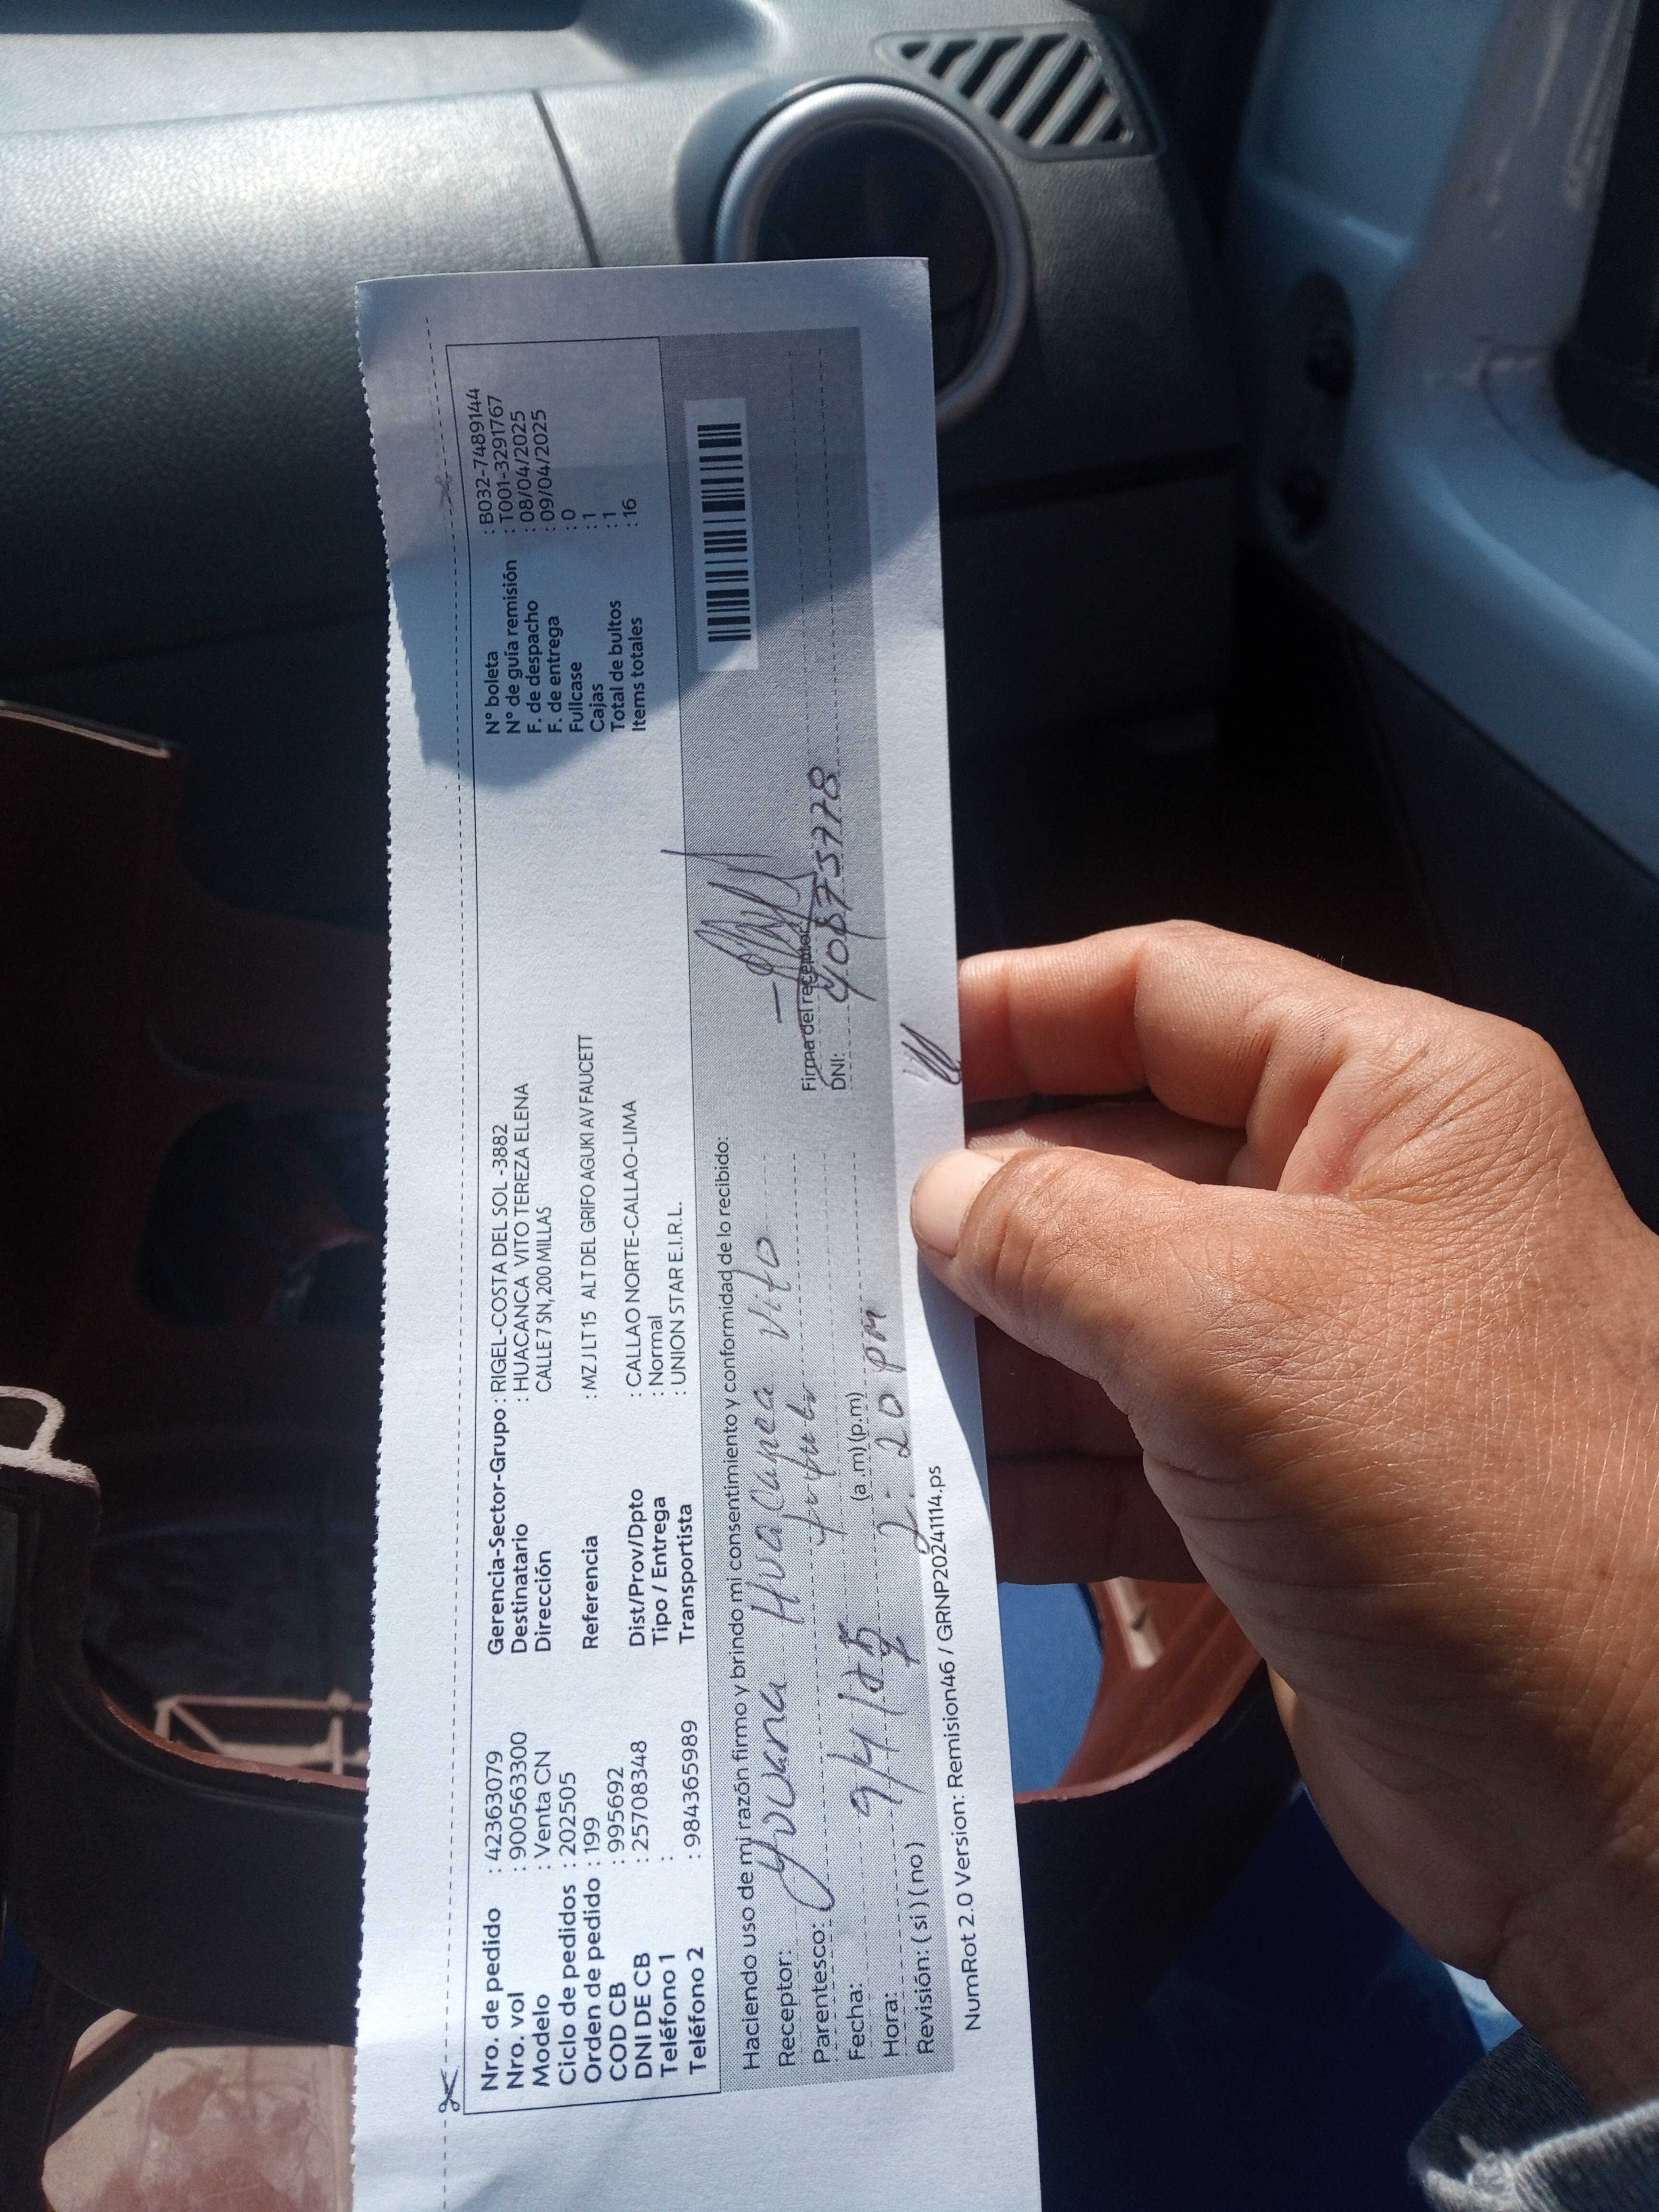 Nro. de pedido : 42363079
Nro. vol : 900563300
Modelo : Venta CN
Ciclo de pedidos : 202505
Orden de pedido : 199
COD CB : 995692
DNI DE CB : 25708348
Teléfono 1 :
Teléfono 2 : 984365989
Gerencia-Sector-Grupo : RIGEL-COSTA DEL SOL -3882
Destinatario : HUACANCA VITO TEREZA ELENA
Dirección CALLE 7 SN, 200 MILLAS
Referencia : MZ J LT 15 ALT DEL GRIFO AGUKI AV FAUCETT
Dist/Prov/Dpto : CALLAO NORTE-CALLAO-LIMA
Tipo / Entrega : Normal
Transportista : UNION STAR E.I.R.L.
N° boleta : B032-7489144
N° de guía remisión : T001-3291767
F. de despacho : 08/04/2025
F. de entrega : 09/04/2025
Fullcase : 0
Cajas : 1
Total de bultos : 1
Items totales : 16
Haciendo uso de mi razón firmo y brindo mi consentimiento y conformidad de lo recibido:
Receptor: Yovana Huacanca Vito
Parentesco:
Fecha: 9/4/25 (a .m) (p.m)
Hora: 2:20 pm
Revisión: ( si ) ( no )
Firma del receptor
DNI: 40875778
NumRot 2.0 Version: Remision46 / GRNP20241114.ps